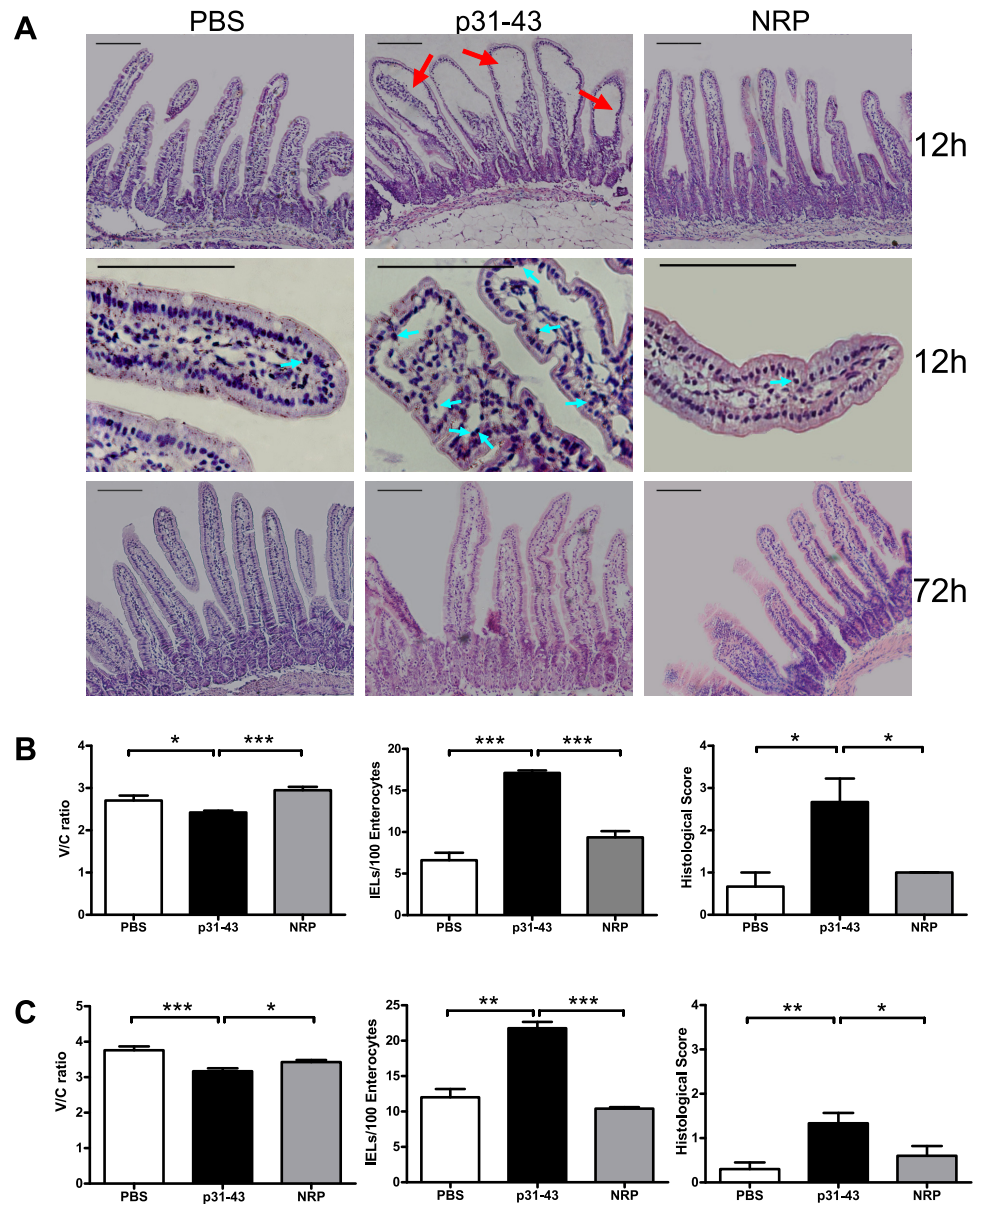 A
PBS p31-43 NRP
12h
12h
72h
B
V/C ratio
4
3
2
1
0
* ***
PBS p31-43 NRP
IELs/100 Enterocytes
20
15
10
5
0
*** ***
PBS p31-43 NRP
Histological Score
4
3
2
1
0
* *
PBS p31-43 NRP
C
V/C ratio
5
4
3
2
1
0
*** *
PBS p31-43 NRP
IELs/100 Enterocytes
25
20
15
10
5
0
** ***
PBS p31-43 NRP
Histological Score
4
3
2
1
0
** *
PBS p31-43 NRP